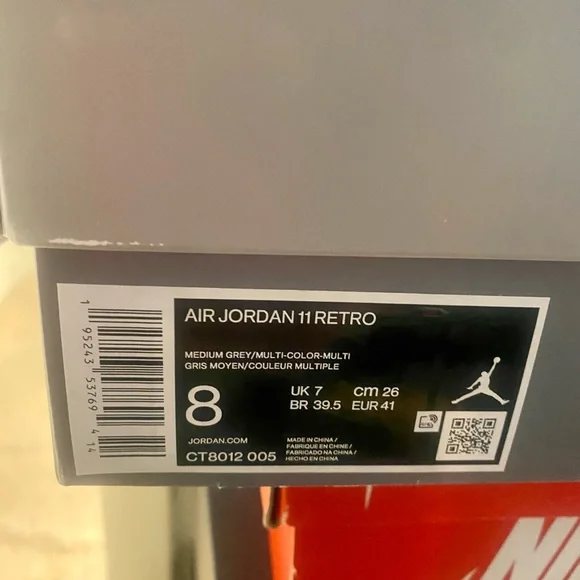 AIR JORDAN 11 RETRO
MEDIUM GREY/MULTI-COLOR-MULTI
GRIS MOYEN/COULEUR MULTIPLE
8
UK 7 cm 26
BR 39.5 EUR 41
JORDAN.COM
CT8012 005
MADE IN CHINA /
FABRIQUE EN CHINE /
FABRICADO NA CHINA /
HECHO EN CHINA
1 95243 53769 4 14